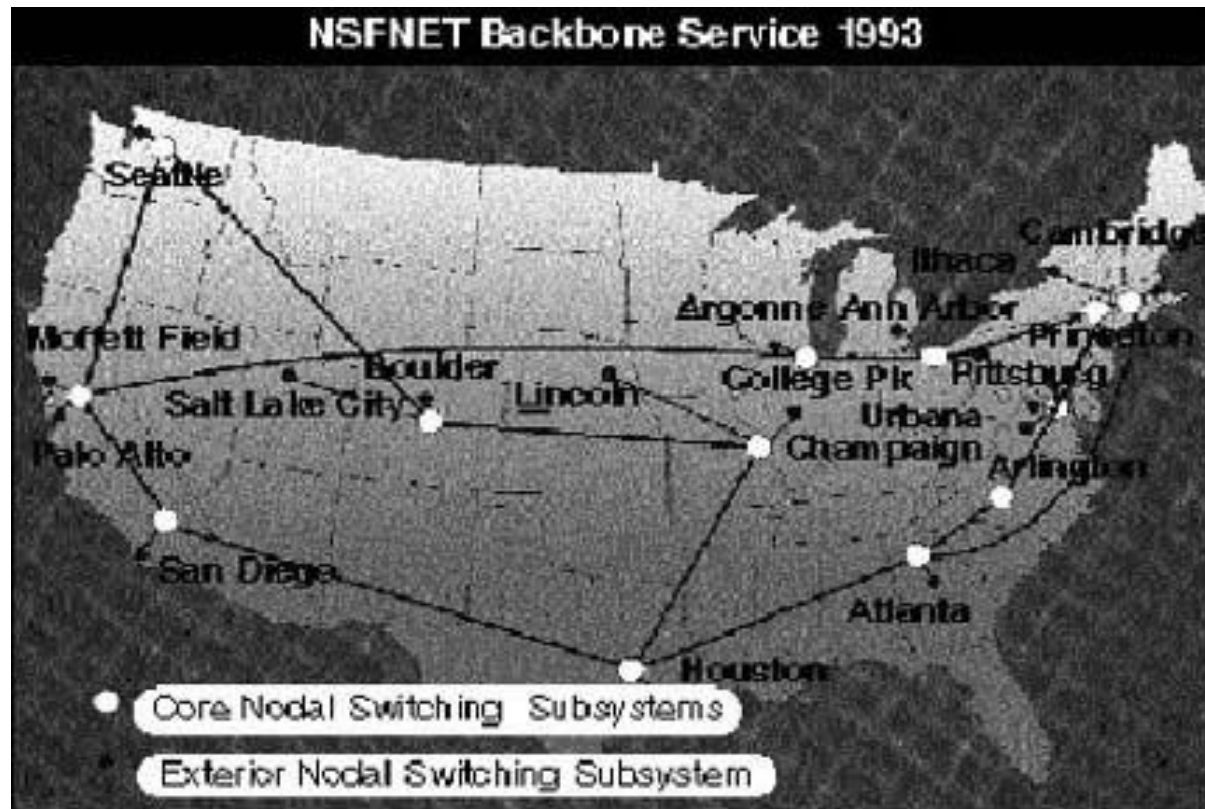 NSFNET Backbone Service 1993
Seattle
Cambridge
Ithaca
Argonne Ann Arbor
Moffett Field
Princeton
Boulder
College Pk
Pittsburg
Salt Lake City
Lincoln
Urbana
Champaign
Palo Alto
Arlington
San Diego
Atlanta
Houston
Core Nodal Switching Subsystems
Exterior Nodal Switching Subsystem